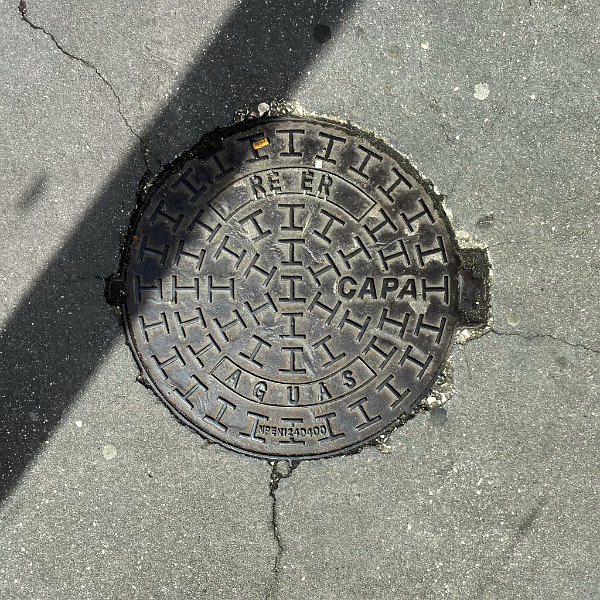 RE ER
CAPA
AGUAS
NPEN124D400